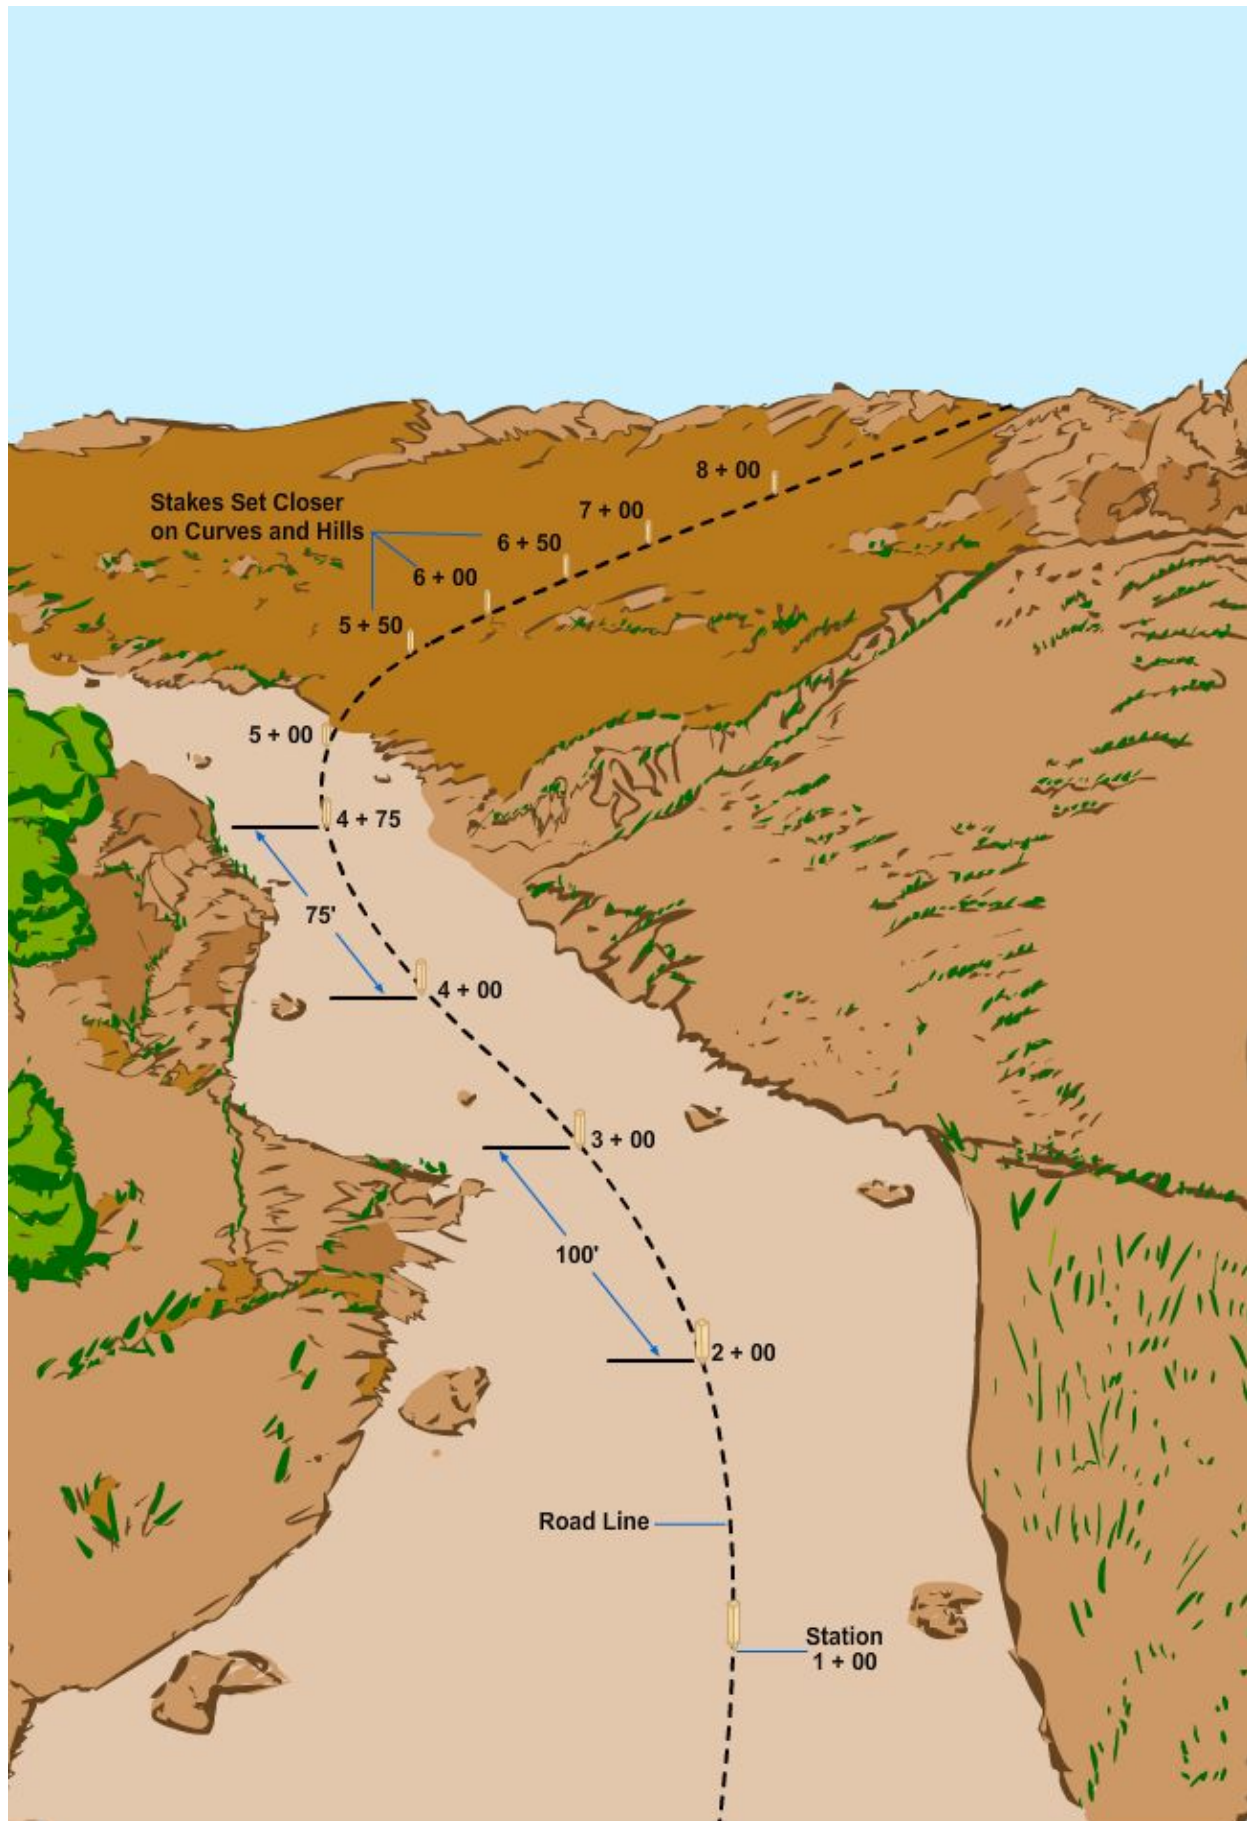 8 + 00
Stakes Set Closer
on Curves and Hills
7 + 00
6 + 50
6 + 00
5 + 50
5 + 00
4 + 75
75'
4 + 00
3 + 00
100'
2 + 00
Road Line
Station
1 + 00